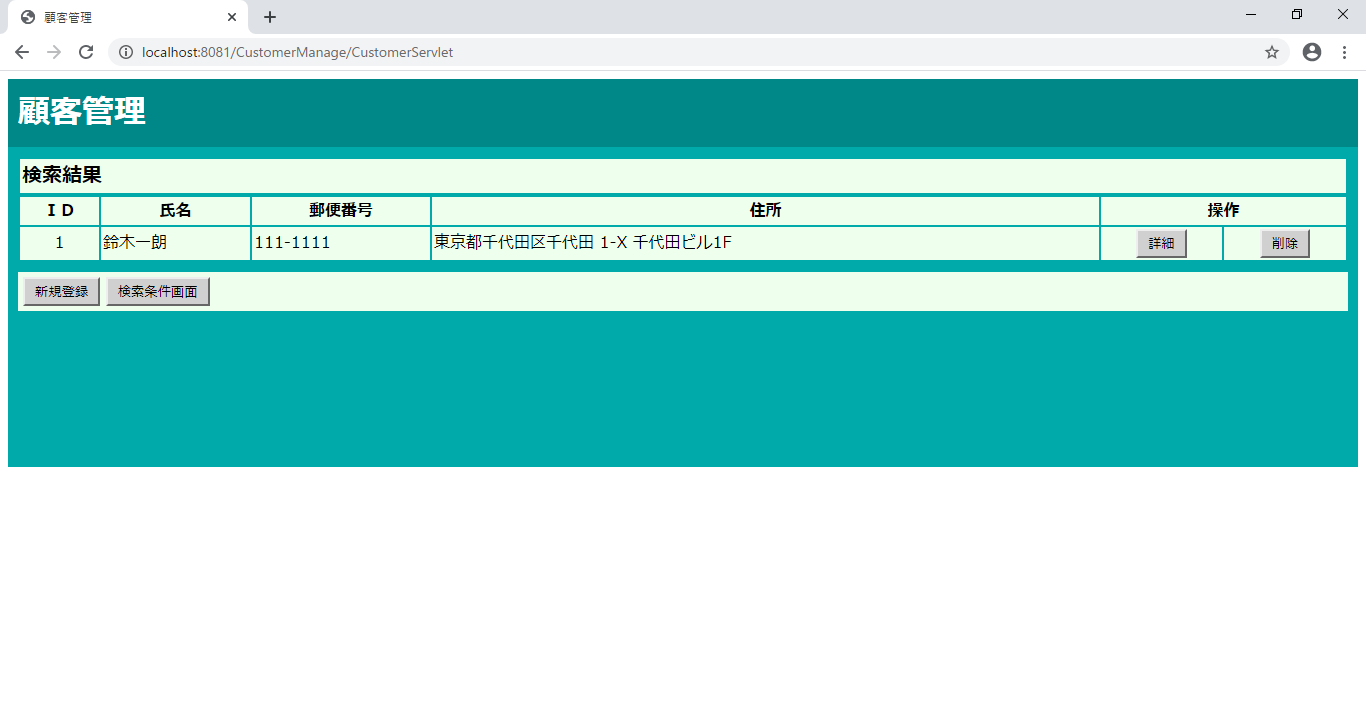 顧客管理
localhost:8081/CustomerManage/CustomerServlet
顧客管理
検索結果
ＩＤ 氏名 郵便番号 住所 操作
1 鈴木一朗 111-1111 東京都千代田区千代田 1-X 千代田ビル1F 詳細 削除
新規登録 検索条件画面